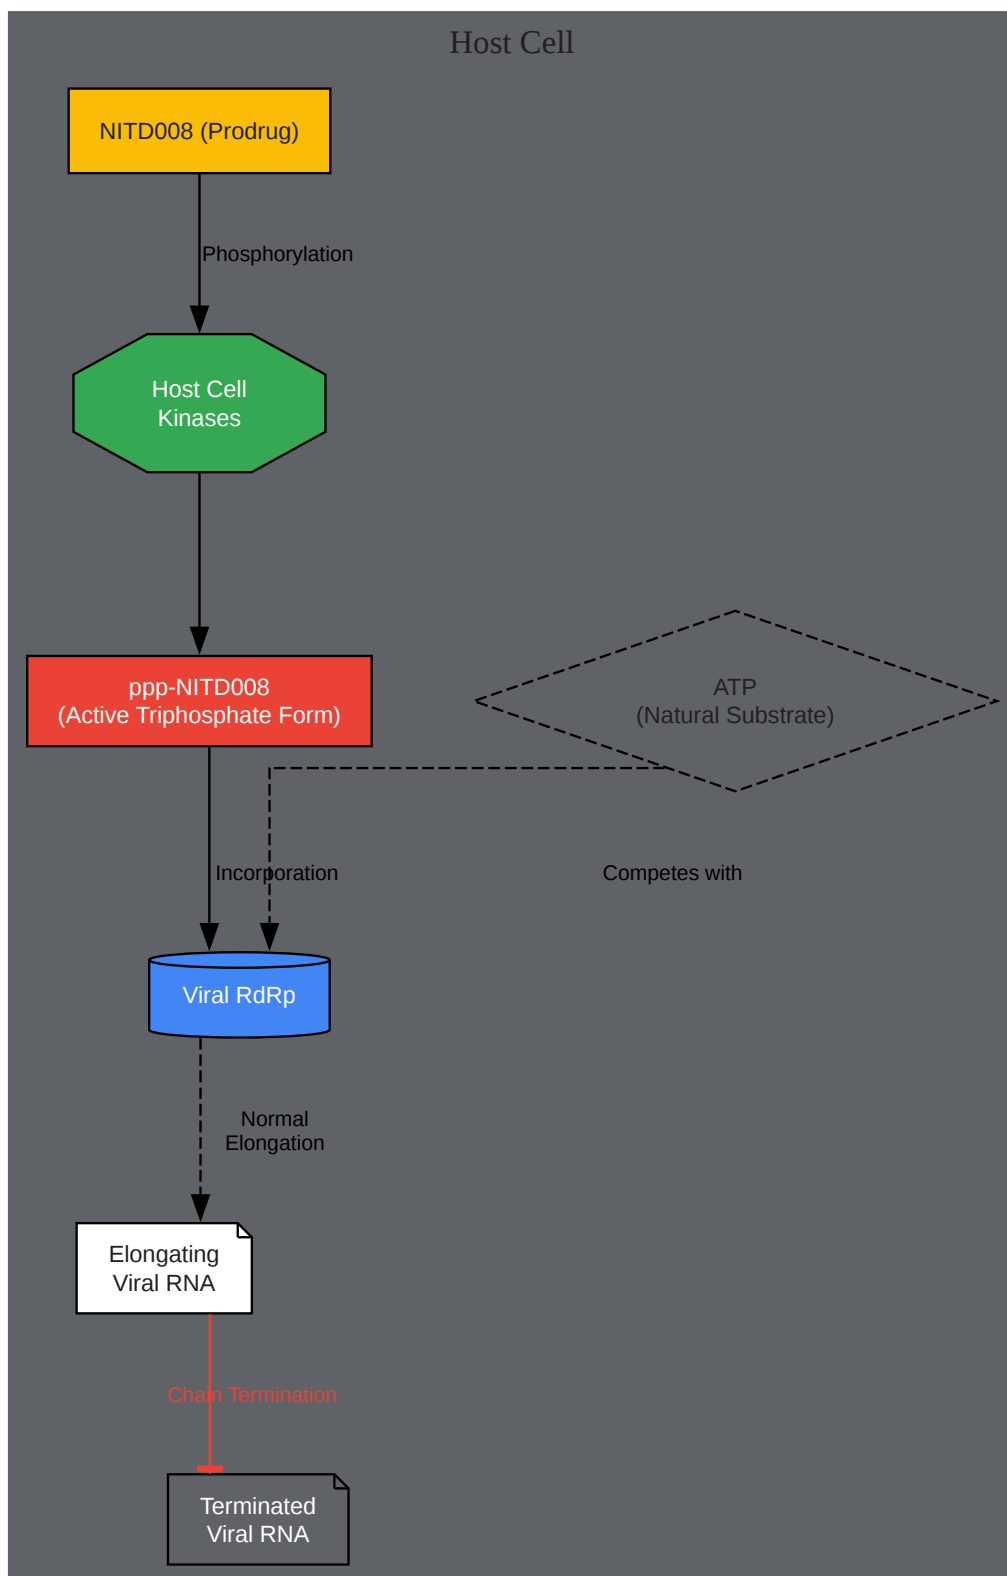 Host Cell
NITD008 (Prodrug)
Phosphorylation
Host Cell
Kinases
ppp-NITD008
(Active Triphosphate Form)
ATP
(Natural Substrate)
Incorporation
Competes with
Viral RdRp
Normal
Elongation
Elongating
Viral RNA
Chain Termination
Terminated
Viral RNA